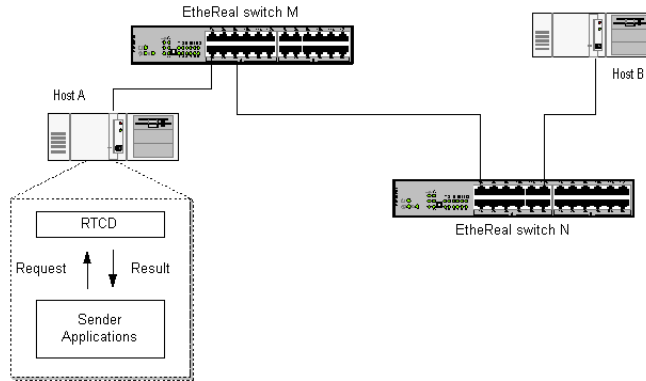 EtheReal switch M
Host A
Host B
EtheReal switch N
RTCD
Request
Result
Sender
Applications